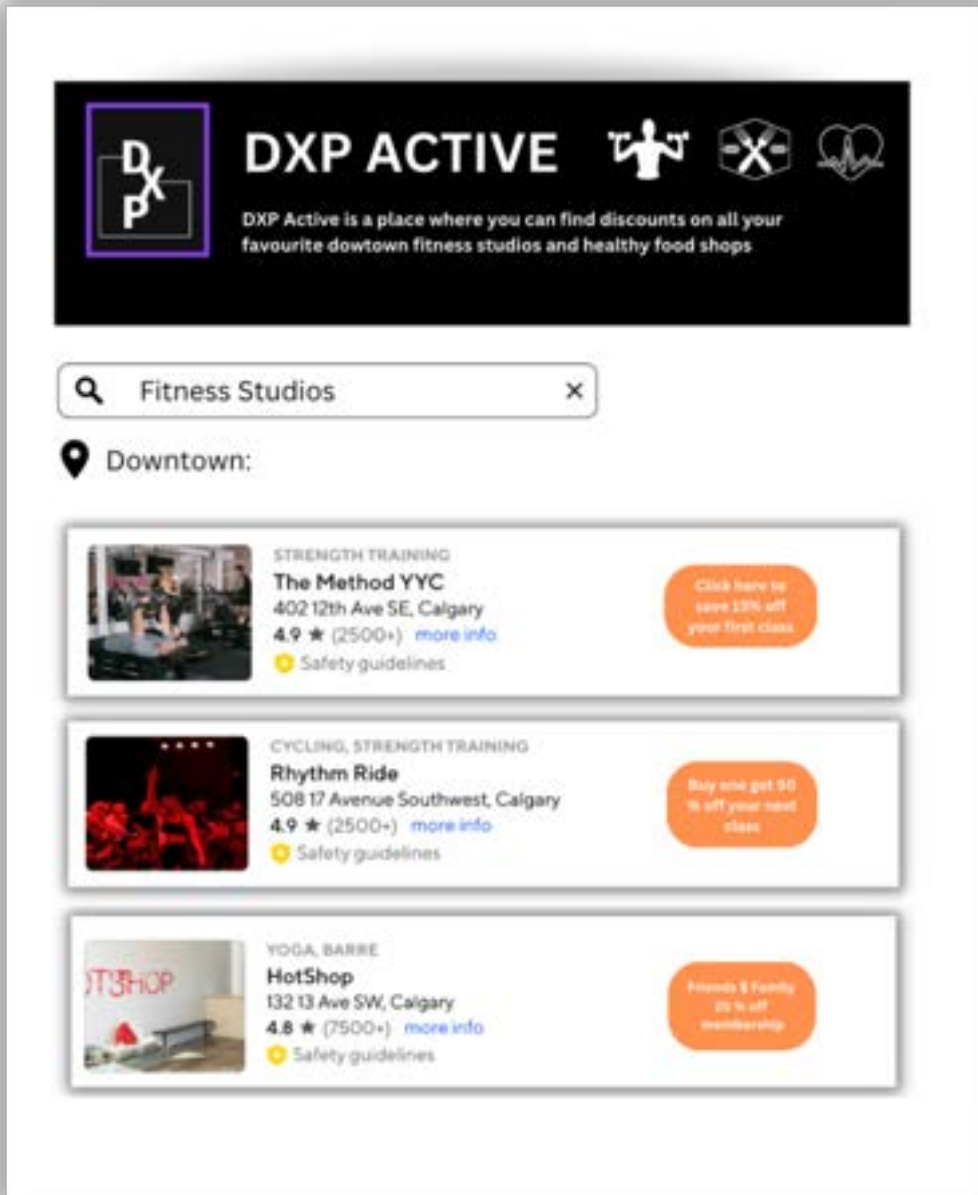 D
X
P
DXP ACTIVE
DXP Active is a place where you can find discounts on all your
favourite dowtown fitness studios and healthy food shops
Fitness Studios
Downtown:
STRENGTH TRAINING
The Method YYC
402 12th Ave SE, Calgary
4.9 ★ (2500+) more info
Safety guidelines
Click here to
save 15% off
your first class
CYCLING, STRENGTH TRAINING
Rhythm Ride
508 17 Avenue Southwest, Calgary
4.9 ★ (2500+) more info
Safety guidelines
Buy one get 50
% off your next
class
OTSHOP
YOGA, BARRE
HotShop
132 13 Ave SW, Calgary
4.8 ★ (7500+) more info
Safety guidelines
Friends & Family
% off
membership